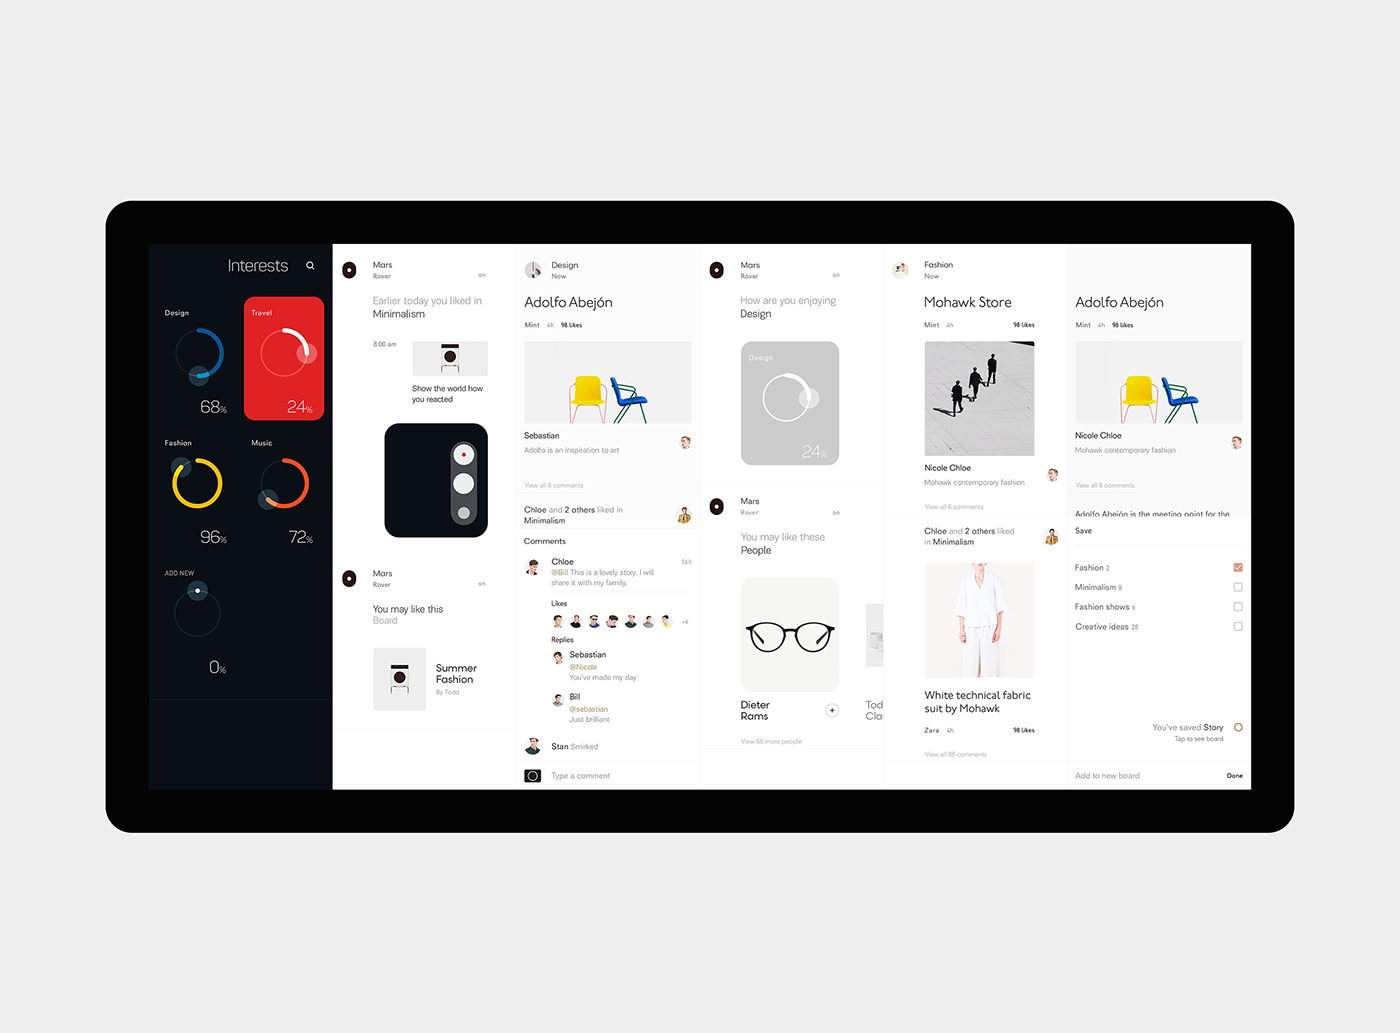 Interests
Design
68%
Travel
24%
Fashion
96%
Music
72%
ADD NEW
0%
Mars
Rover
on
Earlier today you liked in
Minimalism
8:00 am
Show the world how
you reacted
Mars
Rover
on
You may like this
Board
Summer
Fashion
By Todd
Design
Now
Adolfo Abejón
Mint 4h 98 likes
Sebastian
Adolfo is an inspiration to art
View all 6 comments
Chloe and 2 others liked in
Minimalism
Comments
Chloe
16h
@Bill This is a lovely story, I will
share it with my family.
Likes
+6
Replies
Sebastian
@Nicole
You've made my day
Bill
@sebastian
Just brilliant
Stan Smirked
Type a comment
Mars
Rover
on
How are you enjoying
Design
Design
24%
Mars
Rover
on
You may like these
People
Dieter
Rams
+
View 68 more people
Tod
Cla
Fashion
Now
Mohawk Store
Mint 4h 98 likes
Nicole Chloe
Mohawk contemporary fashion
View all 6 comments
Chloe and 2 others liked
in Minimalism
White technical fabric
suit by Mohawk
Zara 4h 98 likes
View all 86 comments
Adolfo Abejón
Mint 4h 98 likes
Nicole Chloe
Mohawk contemporary fashion
View all 6 comments
Adolfo Abejón is the meeting point for the
Save
Fashion 2
Minimalism 8
Fashion shows 6
Creative ideas 28
You've saved Story
Tap to see board
Add to new board
Done